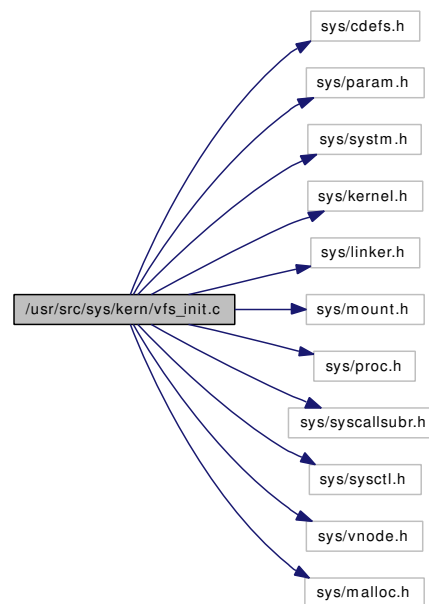 sys/cdefs.h
sys/param.h
sys/systm.h
sys/kernel.h
sys/linker.h
/usr/src/sys/kern/vfs_init.c
sys/mount.h
sys/proc.h
sys/syscallsubr.h
sys/sysctl.h
sys/vnode.h
sys/malloc.h